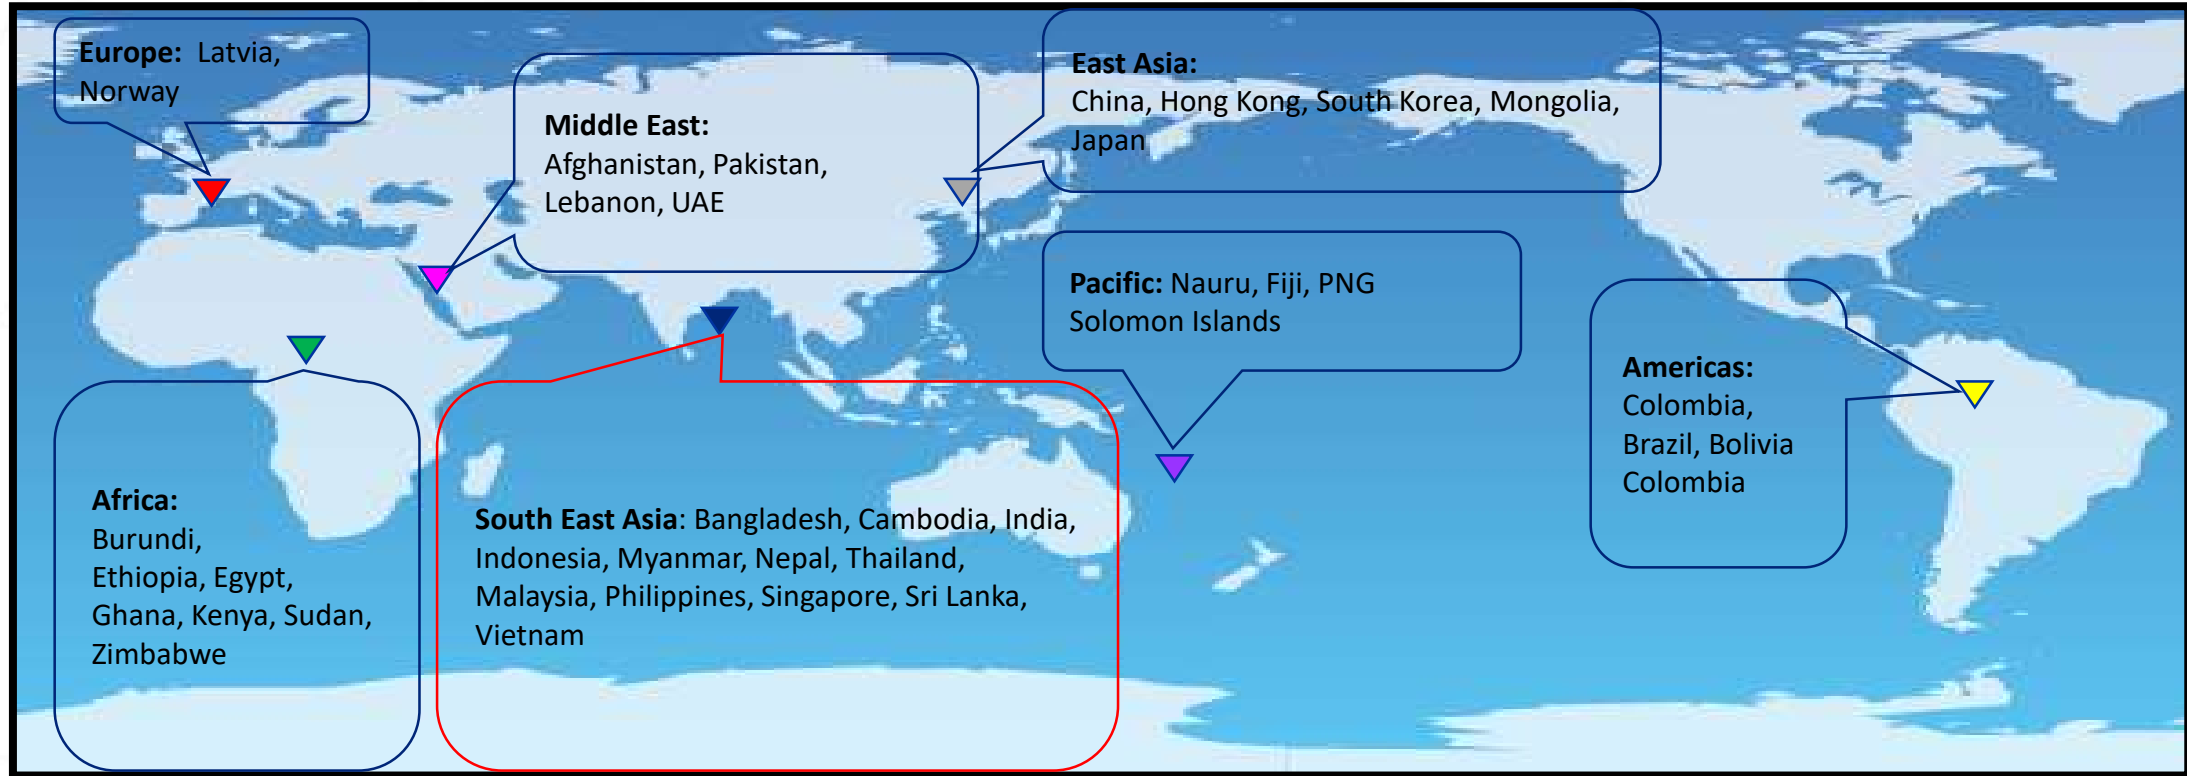 Europe: Latvia,
Norway
Middle East:
Afghanistan, Pakistan,
Lebanon, UAE
East Asia:
China, Hong Kong, South Korea, Mongolia,
Japan
Pacific: Nauru, Fiji, PNG
Solomon Islands
Americas:
Colombia,
Brazil, Bolivia
Colombia
Africa:
Burundi,
Ethiopia, Egypt,
Ghana, Kenya, Sudan,
Zimbabwe
South East Asia: Bangladesh, Cambodia, India,
Indonesia, Myanmar, Nepal, Thailand,
Malaysia, Philippines, Singapore, Sri Lanka,
Vietnam